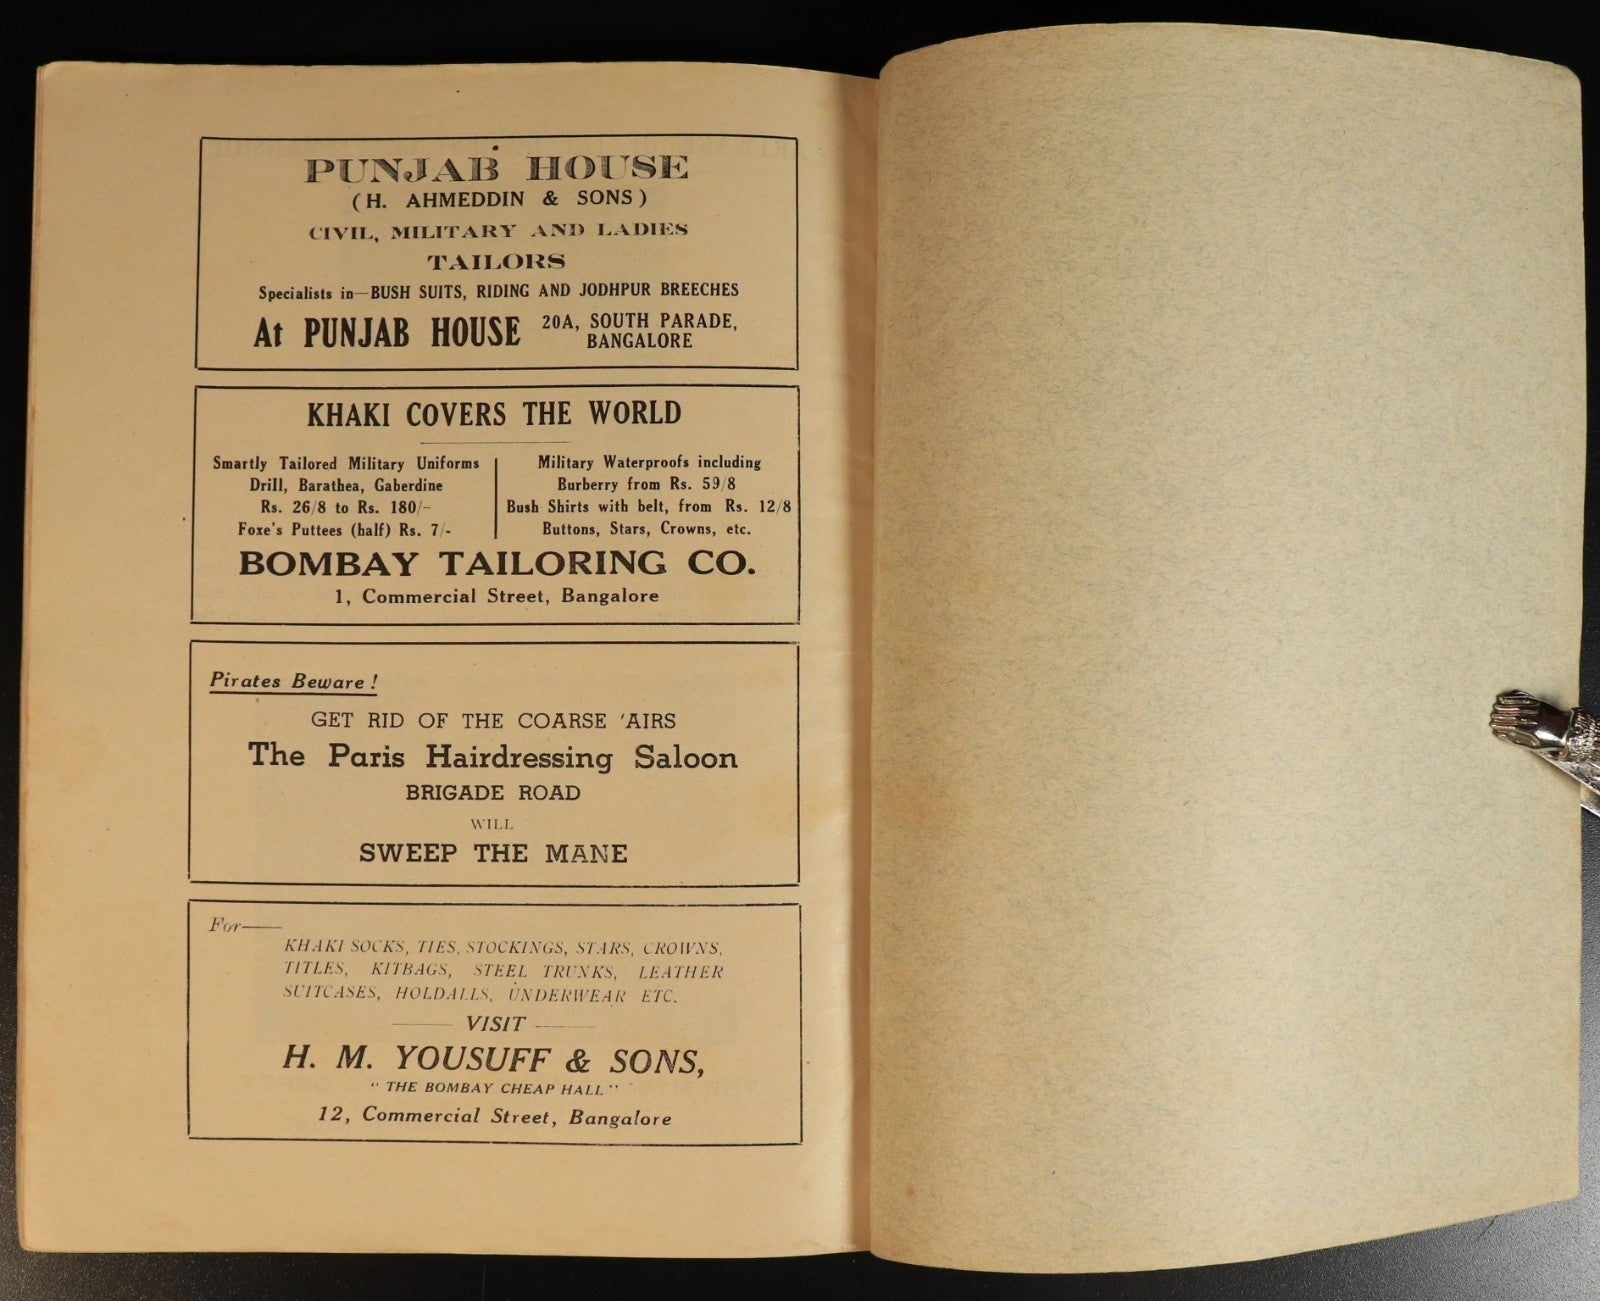 PUNJAB HOUSE
(H. AHMEDDIN & SONS)
CIVIL, MILITARY AND LADIES
TAILORS
Specialists in—BUSH SUITS, RIDING AND JODHPUR BREECHES
At PUNJAB HOUSE 20A, SOUTH PARADE,
BANGALORE
KHAKI COVERS THE WORLD
Smartly Tailored Military Uniforms
Drill, Barathea, Gaberdine
Rs. 26/8 to Rs. 180/-
Foxe's Puttees (half) Rs. 7/-
Military Waterproofs including
Burberry from Rs. 59/8
Bush Shirts with belt, from Rs. 12/8
Buttons, Stars, Crowns, etc.
BOMBAY TAILORING CO.
1, Commercial Street, Bangalore
Pirates Beware !
GET RID OF THE COARSE 'AIRS
The Paris Hairdressing Saloon
BRIGADE ROAD
WILL
SWEEP THE MANE
For—
KHAKI SOCKS, TIES, STOCKINGS, STARS, CROWNS,
TITLES, KITBAGS, STEEL TRUNKS, LEATHER
SUITCASES, HOLDALLS, UNDERWEAR ETC.
— VISIT —
H. M. YOUSUFF & SONS,
" THE BOMBAY CHEAP HALL "
12, Commercial Street, Bangalore